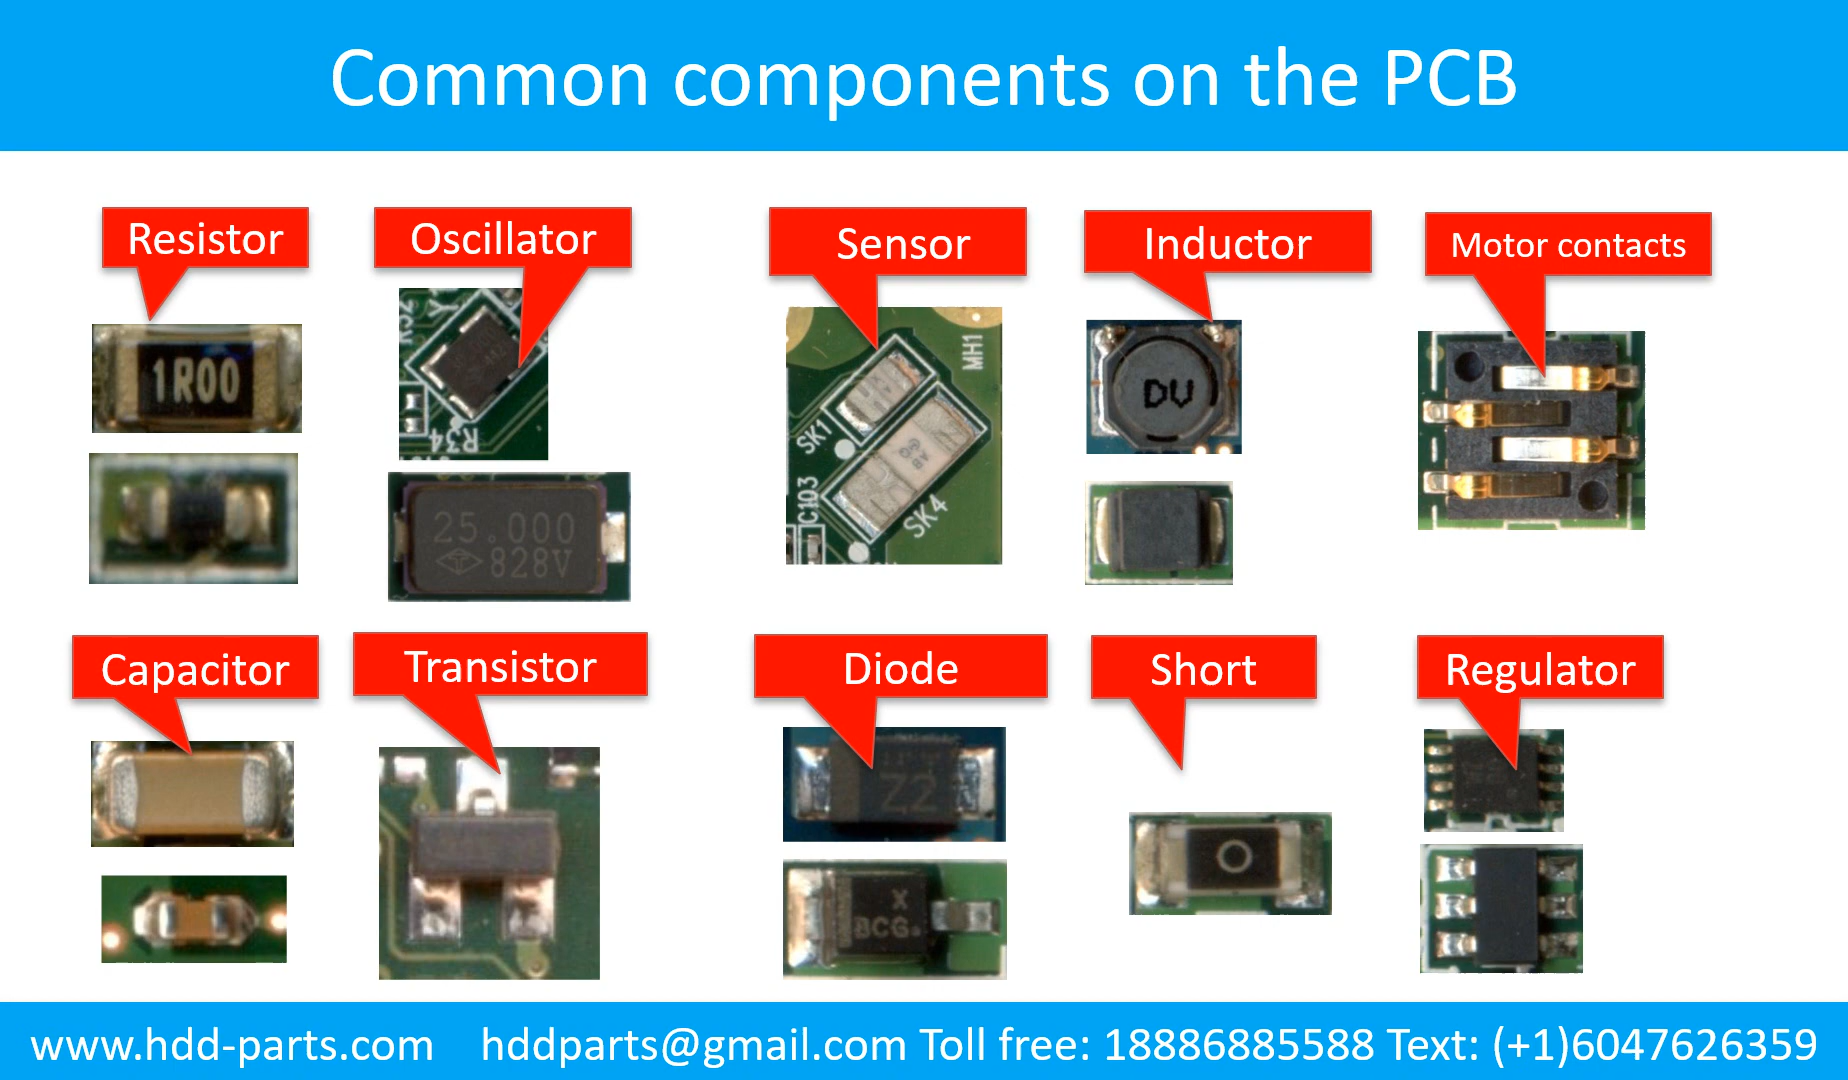 Common components on the PCB
Resistor
Oscillator
Sensor
Inductor
Motor contacts
1R00
R34
25.000
828V
MH1
SK1
SK4
C103
DV
Capacitor
Transistor
Diode
Short
Regulator
Z2
X
BCG
O
www.hdd-parts.com hddparts@gmail.com Toll free: 18886885588 Text: (+1)6047626359